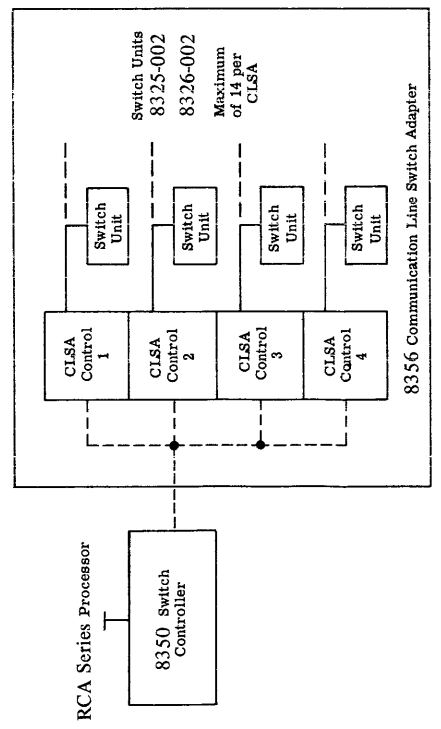 RCA Series Processor
8350 Switch
Controller
CLSA
Control
1
CLSA
Control
2
CLSA
Control
3
CLSA
Control
4
Switch
Unit
Switch
Unit
Switch
Unit
Switch
Unit
Switch Units
8325-002
8326-002
Maximum
of 14 per
CLSA
8356 Communication Line Switch Adapter